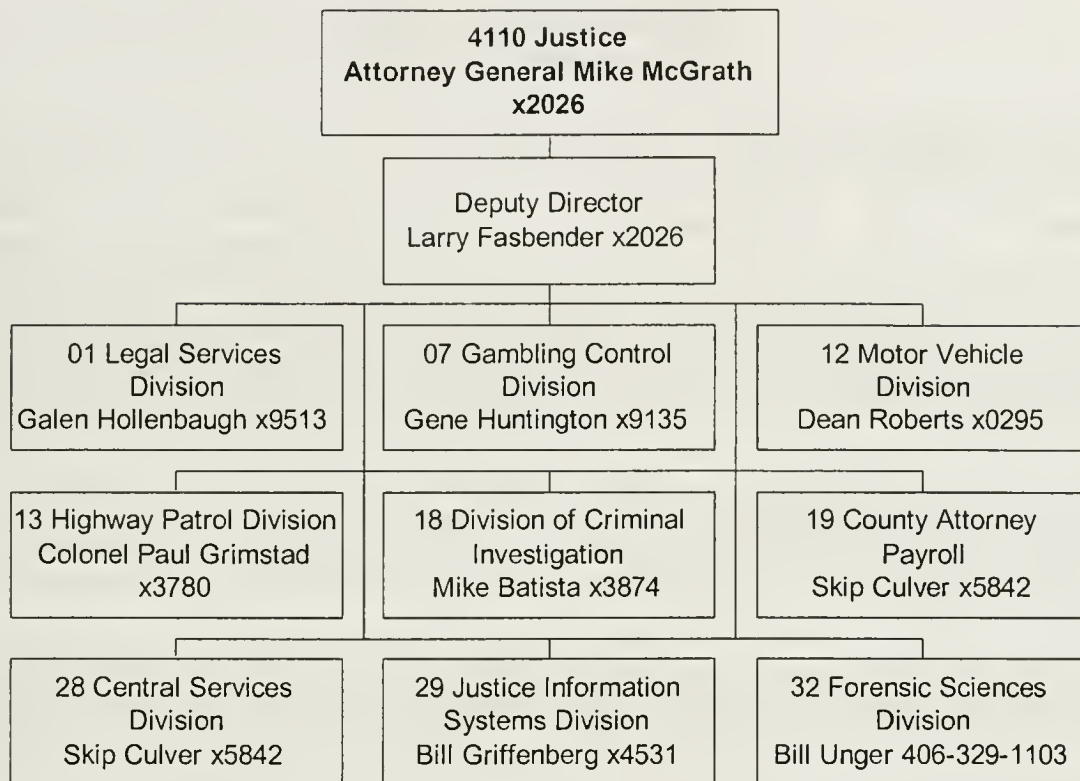 4110 Justice
Attorney General Mike McGrath
x2026
Deputy Director
Larry Fasbender x2026
01 Legal Services
Division
Galen Hollenbaugh x9513
07 Gambling Control
Division
Gene Huntington x9135
12 Motor Vehicle
Division
Dean Roberts x0295
13 Highway Patrol Division
Colonel Paul Grimstad
x3780
18 Division of Criminal
Investigation
Mike Batista x3874
19 County Attorney
Payroll
Skip Culver x5842
28 Central Services
Division
Skip Culver x5842
29 Justice Information
Systems Division
Bill Griffenberg x4531
32 Forensic Sciences
Division
Bill Unger 406-329-1103